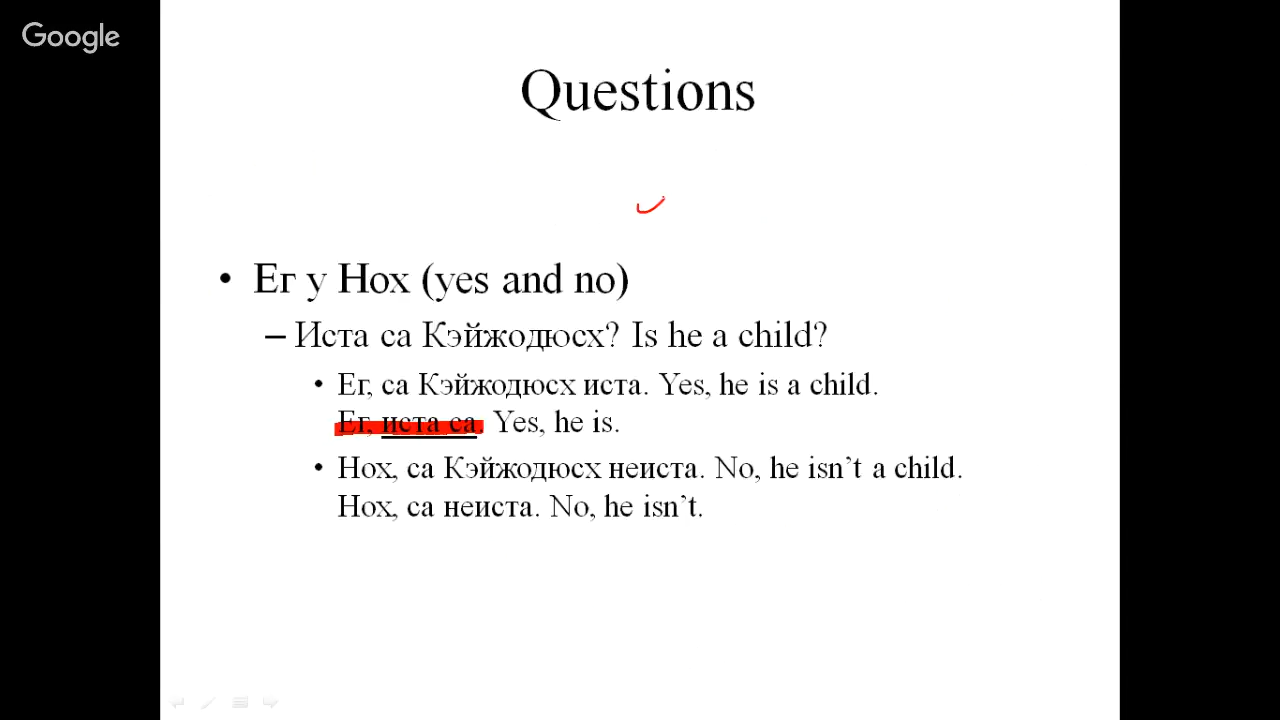 Google
Questions
• Ег у Нох (yes and no)
– Иста са Кэйжодюсх? Is he a child?
• Ег, са Кэйжодюсх иста. Yes, he is a child.
Ег, иста са. Yes, he is.
• Нох, са Кэйжодюсх неиста. No, he isn’t a child.
Нох, са неиста. No, he isn’t.